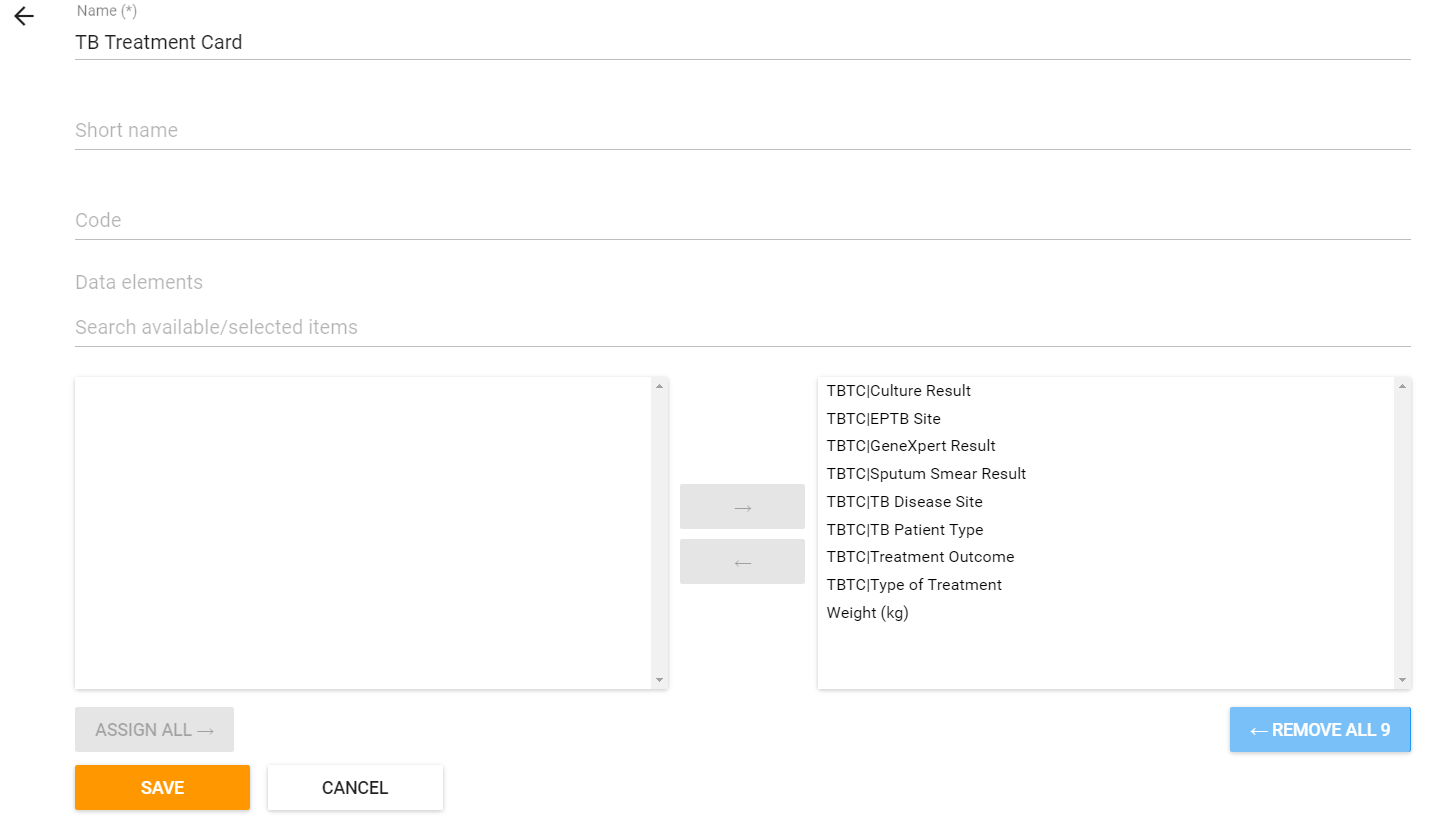 Name (*)
TB Treatment Card
Short name
Code
Data elements
Search available/selected items
TBTC|Culture Result
TBTC|EPTB Site
TBTC|GeneXpert Result
TBTC|Sputum Smear Result
TBTC|TB Disease Site
TBTC|TB Patient Type
TBTC|Treatment Outcome
TBTC|Type of Treatment
Weight (kg)
→
←
ASSIGN ALL →
← REMOVE ALL 9
SAVE
CANCEL